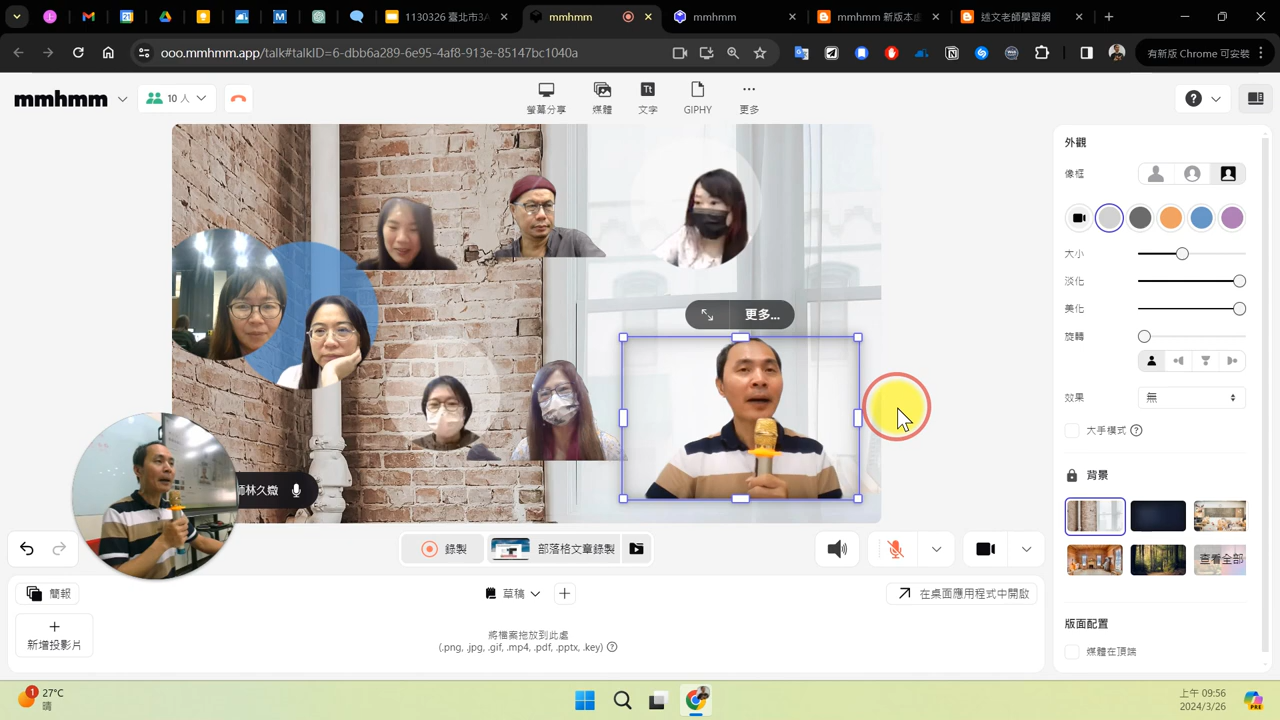 1130326 臺北市3A
mmhmm
mmhmm
mmhmm 新版本虛
述文老師學習網
ooo.mmhmm.app/talk#talkID=6-dbb6a289-6e95-4af8-913e-85147bc1040a
有新版 Chrome 可安裝
mmhmm
10 人
螢幕分享
媒體
文字
GIPHY
更多
外觀
像框
大小
淡化
美化
旋轉
效果
無
大手模式
背景
查看全部
版面配置
媒體在頂端
更多...
師林久媺
錄製
部落格文章錄製
簡報
草稿
在桌面應用程式中開啟
新增投影片
將檔案拖放到此處
(.png, .jpg, .gif, .mp4, .pdf, .pptx, .key)
27°C
晴
上午 09:56
2024/3/26